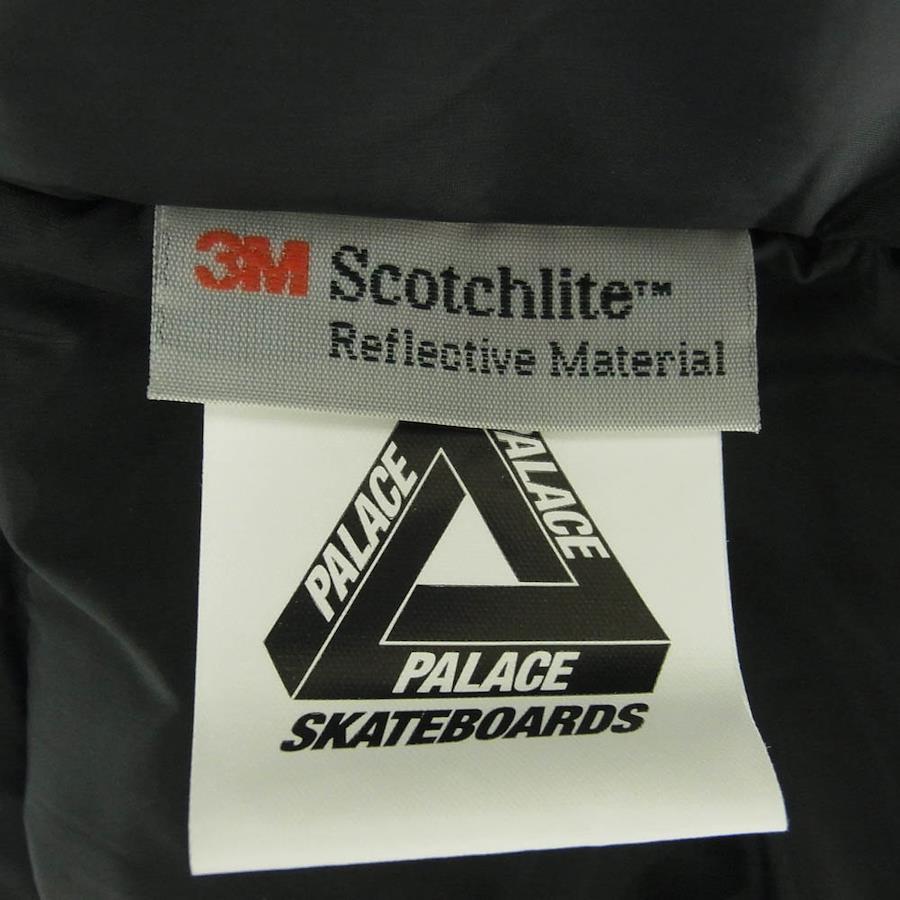 3M Scotchlite™
Reflective Material
PALACE
PALACE
PALACE
SKATEBOARDS